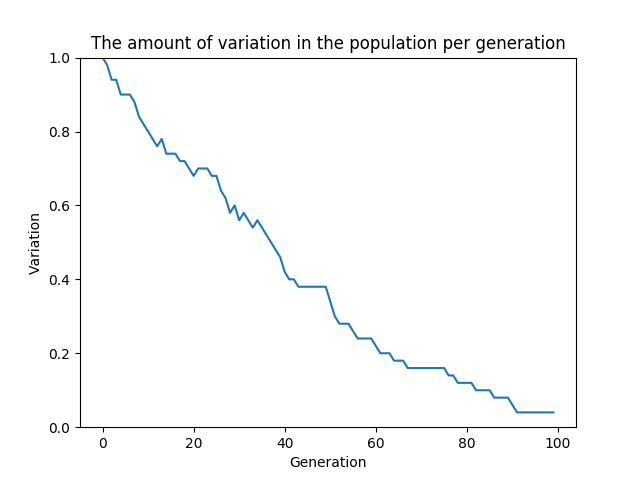 The amount of variation in the population per generation
1.0
0.8
0.6
0.4
0.2
0.0
Variation
0 20 40 60 80 100
Generation